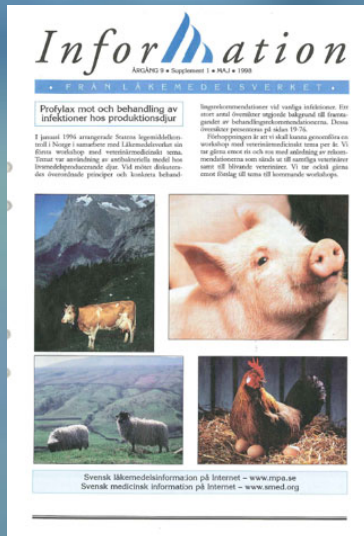 Information
ÅRGÅNG 9 • Supplement 1 • MAJ • 1998
• FRÅN LÄKEMEDELSVERKET •
Profylax mot och behandling av
infektioner hos produktionsdjur
I januari 1996 arrangerade Statens legemiddelkon-
troll i Norge i samarbete med Läkemedelsverket sin
första workshop med veterinärmedicinskt tema.
Temat var användning av antibakteriella medel hos
livsmedelsproducerande djur. Vid mötet diskutera-
des överordnade principer och konkreta behand-
lingsrekommendationer vid vanliga infektioner. Ett
stort antal översikter utgjorde bakgrund till framta-
gandet av behandlingsrekommendationerna. Dessa
översikter presenteras på sidan 19-76.
Förhoppningen är att vi skall kunna genomföra en
workshop med veterinärmedicinskt tema per år. Vi
tar gärna emot ris och ros med anledning av rekom-
mendationerna som sänds ut till samtliga veterinärer
samt till blivande veterinärer. Vi tar också gärna
emot förslag till tema till kommande workshops.
Svensk läkemedelsinformation på Internet – www.mpa.se
Svensk medicinsk information på Internet – www.smed.org